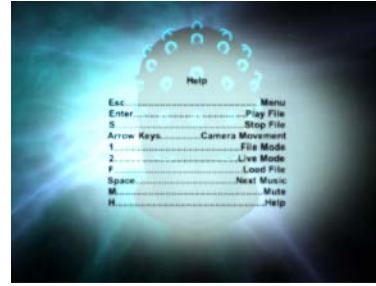 Help
Esc.......................................Menu
Enter.................................Play File
S.......................................Stop File
Arrow Keys................Camera Movement
1.......................................File Mode
2.......................................Live Mode
F.......................................Load File
Space............................Next Music
M...........................................Mute
H...........................................Help